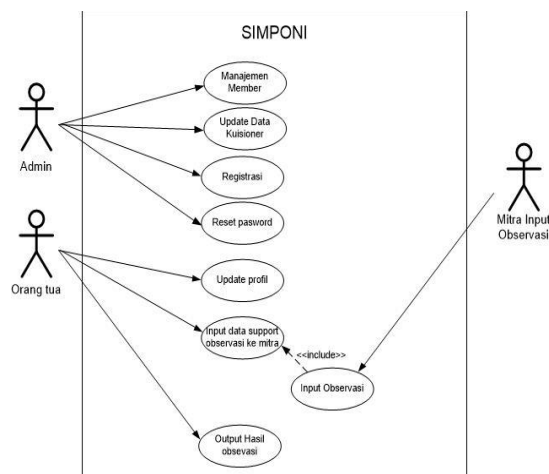 SIMPONI
Manajemen
Member
Update Data
Kuisioner
Admin
Registrasi
Mitra Input
Observasi
Reset pasword
Orang tua
Update profil
Input data support
observasi ke mitra
<<include>>
Input Observasi
Output Hasil
obsevasi